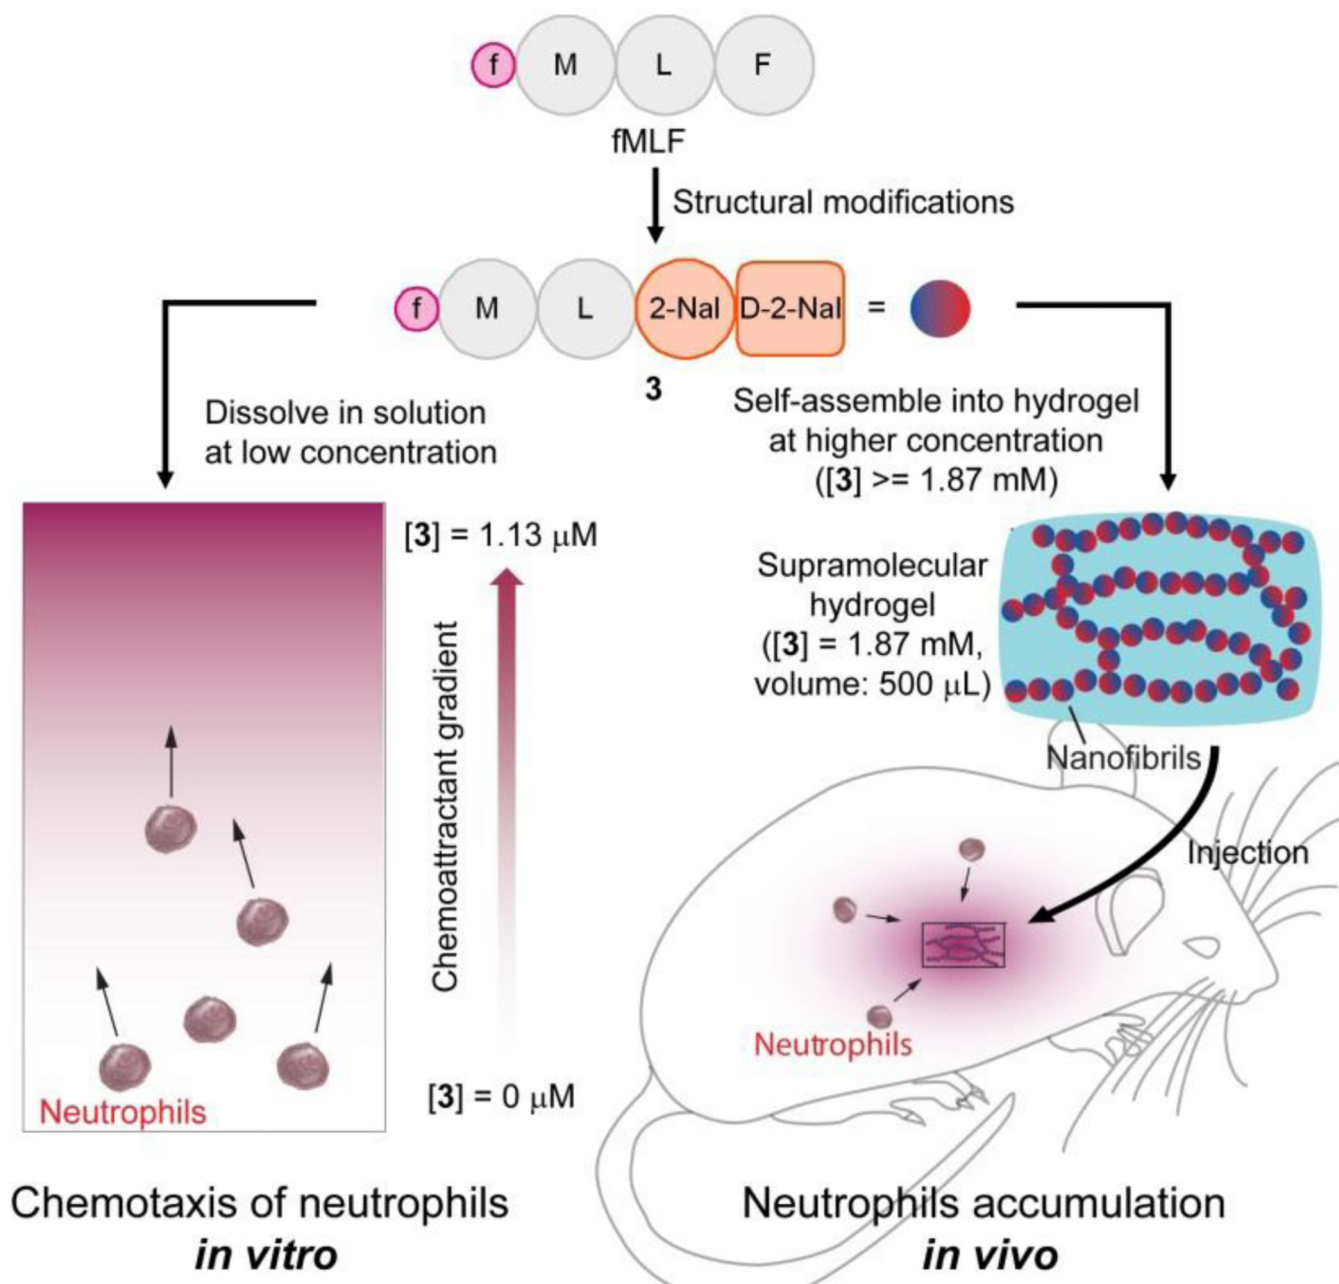 f M L F
fMLF
Structural modifications
f M L 2-Nal D-2-Nal =
3
Dissolve in solution
at low concentration
Self-assemble into hydrogel
at higher concentration
([3] >= 1.87 mM)
[3] = 1.13 μM
Chemoattractant gradient
[3] = 0 μM
Neutrophils
Supramolecular
hydrogel
([3] = 1.87 mM,
volume: 500 μL)
Nanofibrils
Injection
Neutrophils
Chemotaxis of neutrophils
in vitro
Neutrophils accumulation
in vivo